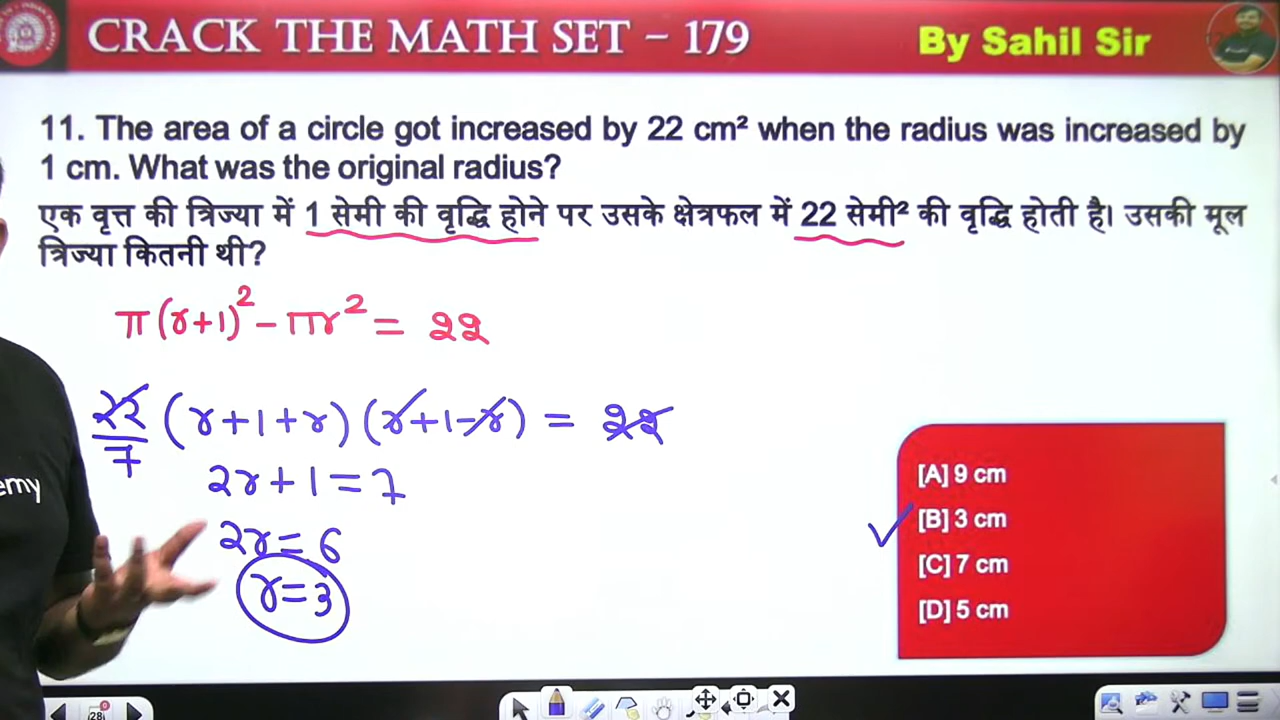 CRACK THE MATH SET – 179
By Sahil Sir
11. The area of a circle got increased by 22 cm² when the radius was increased by
1 cm. What was the original radius?
एक वृत्त की त्रिज्या में 1 सेमी की वृद्धि होने पर उसके क्षेत्रफल में 22 सेमी² की वृद्धि होती है। उसकी मूल
त्रिज्या कितनी थी?
π(r+1)² - πr² = 22
22/7 (r+1+r) (r+1-r) = 22
2r+1=7
2r=6
r=3
[A] 9 cm
[B] 3 cm
[C] 7 cm
[D] 5 cm
emy
28